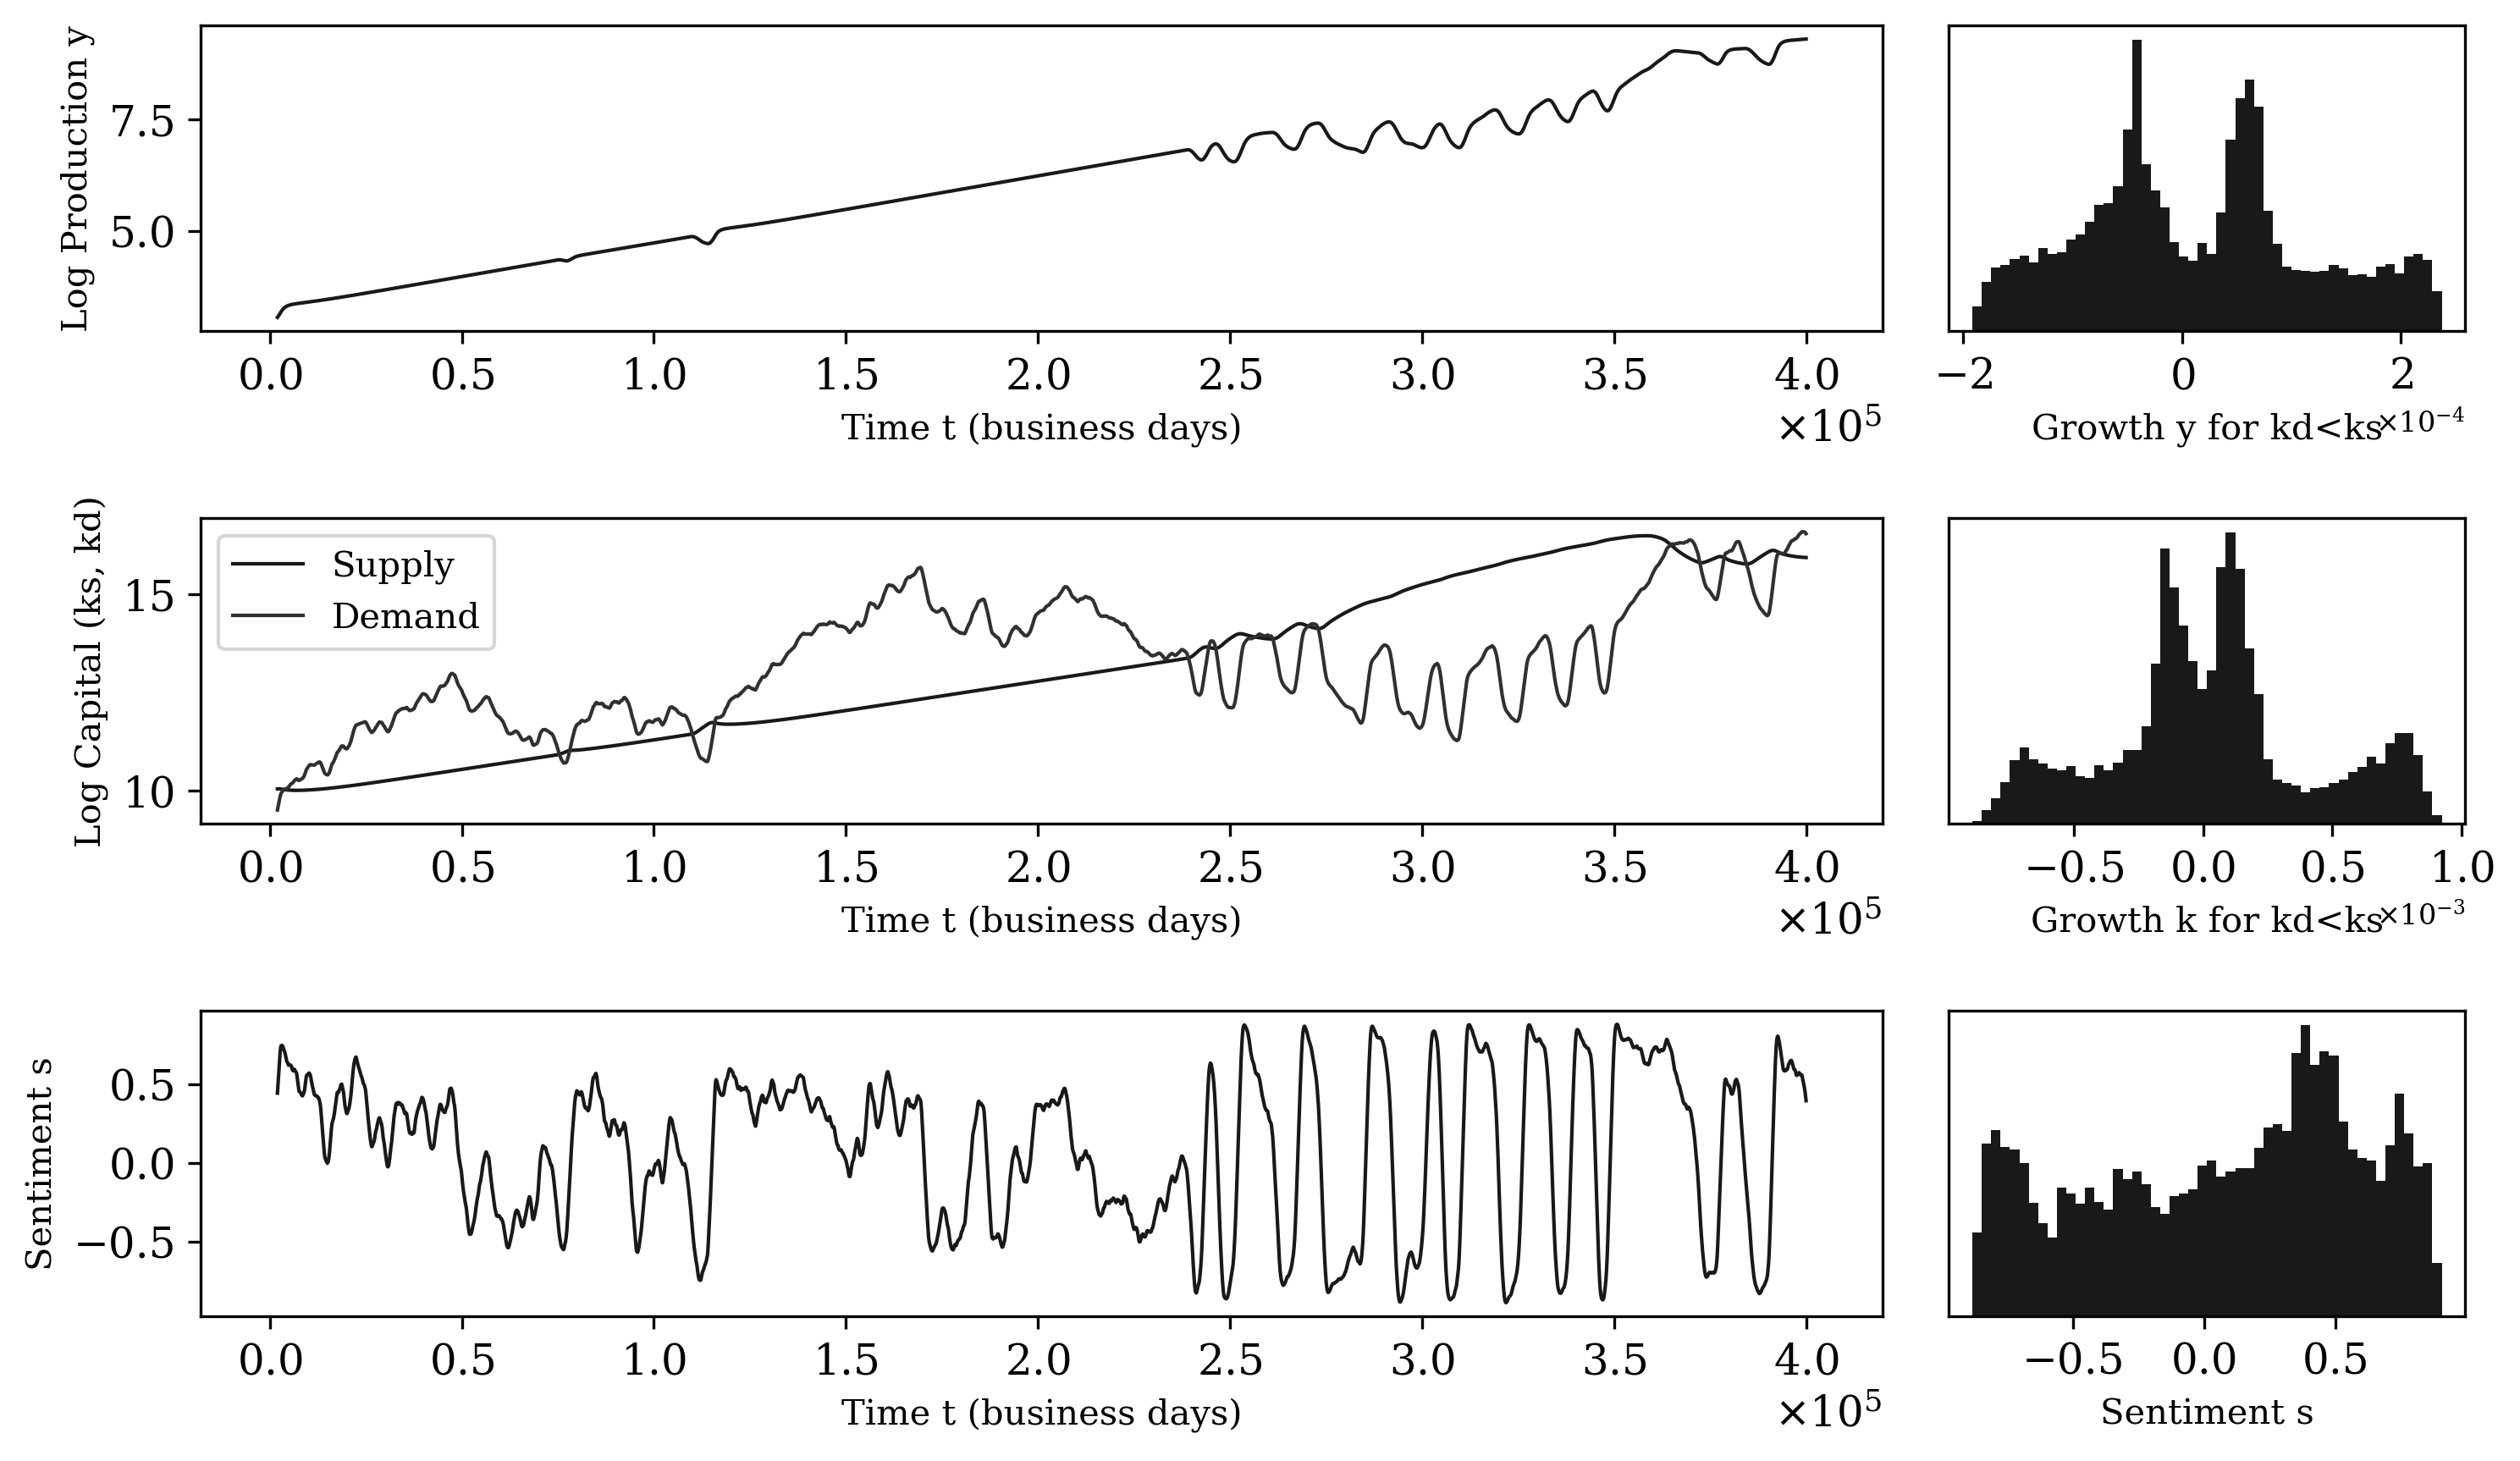 Log Production y
7.5
5.0
0.0 0.5 1.0 1.5 2.0 2.5 3.0 3.5 4.0
Time t (business days)
×10⁵
−2 0 2
Growth y for kd<ks
×10⁻⁴
Log Capital (ks, kd)
15
10
Supply
Demand
0.0 0.5 1.0 1.5 2.0 2.5 3.0 3.5 4.0
Time t (business days)
×10⁵
−0.5 0.0 0.5 1.0
Growth k for kd<ks
×10⁻³
Sentiment s
0.5
0.0
−0.5
0.0 0.5 1.0 1.5 2.0 2.5 3.0 3.5 4.0
Time t (business days)
×10⁵
−0.5 0.0 0.5
Sentiment s